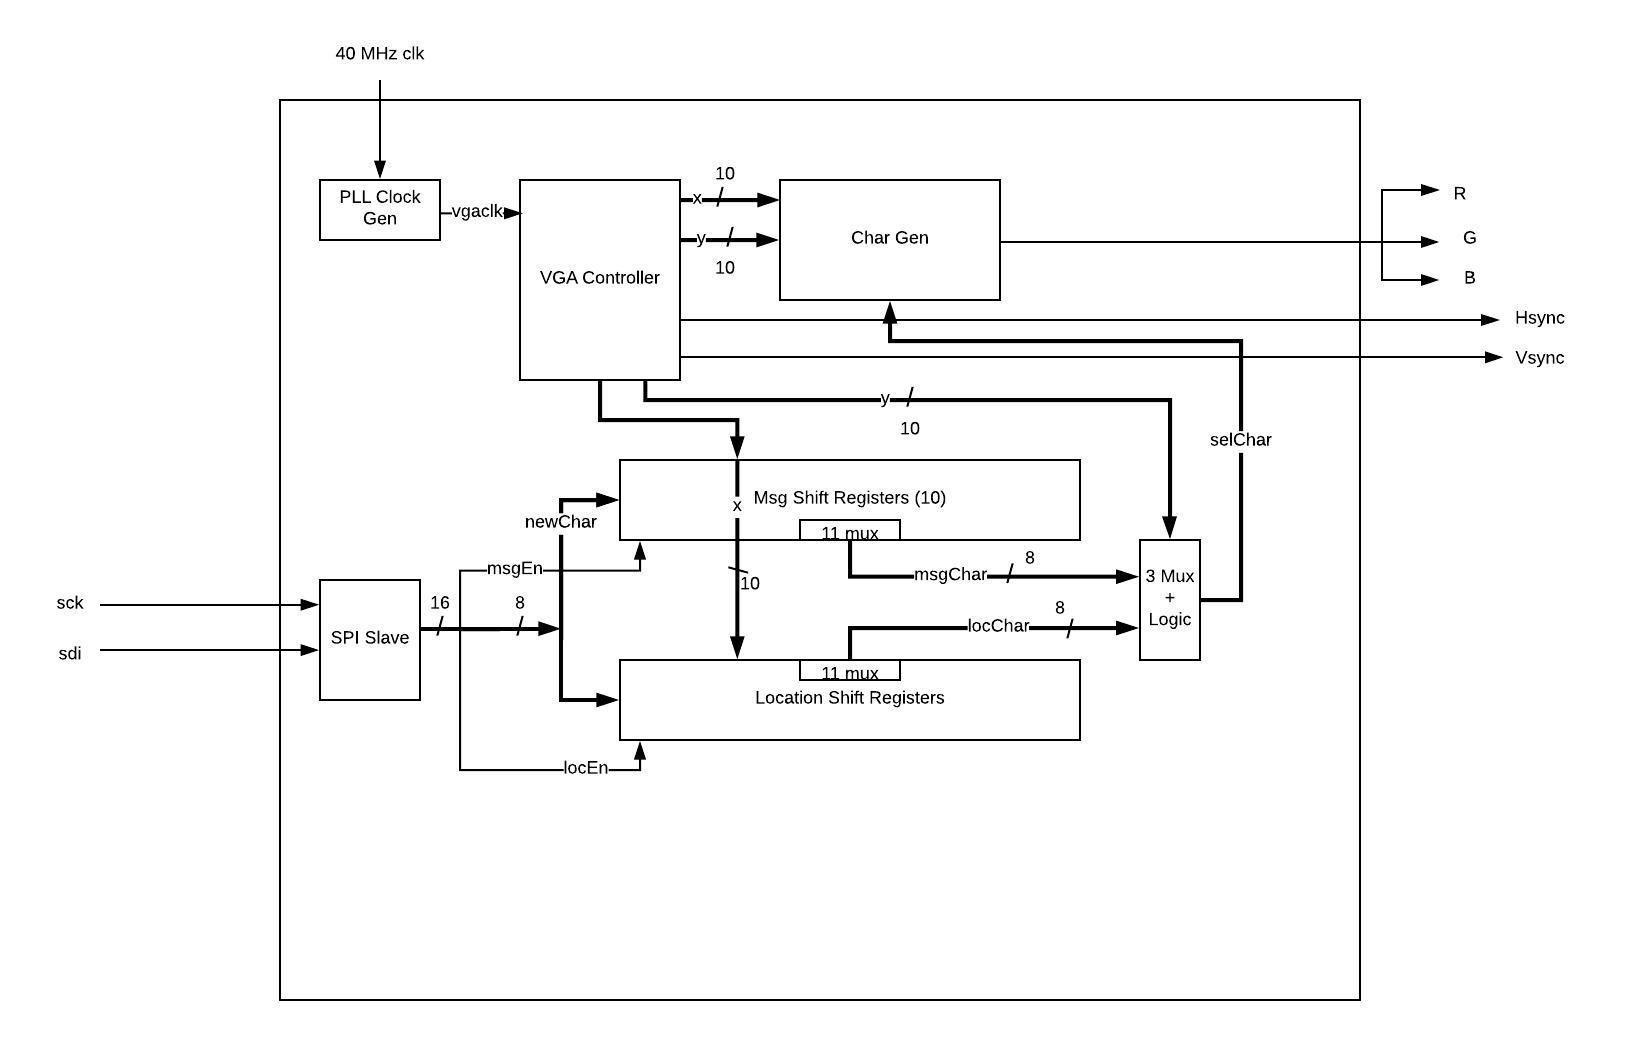 40 MHz clk
PLL Clock
Gen
vgaclk
VGA Controller
x
10
y
10
Char Gen
R
G
B
Hsync
Vsync
y
10
selChar
Msg Shift Registers (10)
x
11 mux
newChar
msgEn
10
msgChar
8
3 Mux
+
Logic
sck
sdi
SPI Slave
16
8
locChar
8
11 mux
Location Shift Registers
locEn